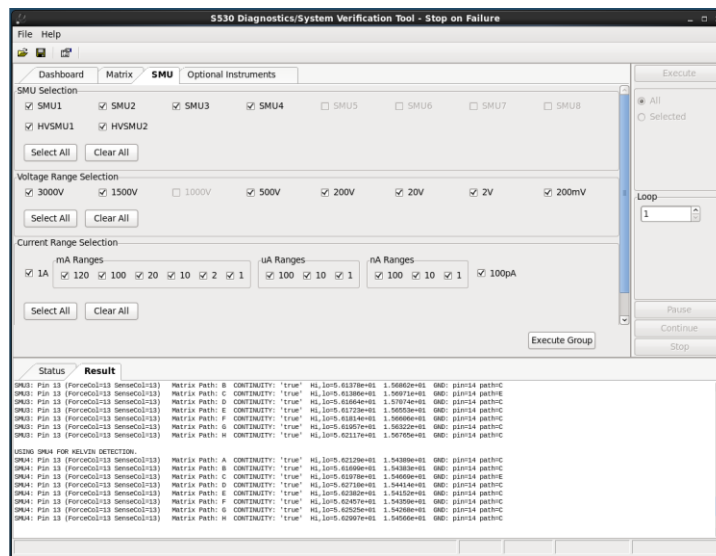 S530 Diagnostics/System Verification Tool - Stop on Failure
File Help
Dashboard Matrix SMU Optional Instruments
SMU Selection
SMU1 SMU2 SMU3 SMU4 SMU5 SMU6 SMU7 SMU8
HVSMU1 HVSMU2
Select All Clear All
Voltage Range Selection
3000V 1500V 1000V 500V 200V 20V 2V 200mV
Select All Clear All
Current Range Selection
mA Ranges uA Ranges nA Ranges
1A 120 100 20 10 2 1 100 10 1 100 10 1 100pA
Select All Clear All
Execute Group
Execute
All
Selected
Loop
1
Pause
Continue
Stop
Status Result
SMU3: Pin 13 (ForceCol=13 SenseCol=13) Matrix Path: B CONTINUITY: 'true' Hi,lo=5.61378e+01 1.56862e+01 GND: pin=14 path=C
SMU3: Pin 13 (ForceCol=13 SenseCol=13) Matrix Path: C CONTINUITY: 'true' Hi,lo=5.61386e+01 1.56971e+01 GND: pin=14 path=E
SMU3: Pin 13 (ForceCol=13 SenseCol=13) Matrix Path: D CONTINUITY: 'true' Hi,lo=5.61664e+01 1.57074e+01 GND: pin=14 path=C
SMU3: Pin 13 (ForceCol=13 SenseCol=13) Matrix Path: E CONTINUITY: 'true' Hi,lo=5.61723e+01 1.56553e+01 GND: pin=14 path=C
SMU3: Pin 13 (ForceCol=13 SenseCol=13) Matrix Path: F CONTINUITY: 'true' Hi,lo=5.61814e+01 1.56606e+01 GND: pin=14 path=C
SMU3: Pin 13 (ForceCol=13 SenseCol=13) Matrix Path: G CONTINUITY: 'true' Hi,lo=5.61957e+01 1.56322e+01 GND: pin=14 path=C
SMU3: Pin 13 (ForceCol=13 SenseCol=13) Matrix Path: H CONTINUITY: 'true' Hi,lo=5.62117e+01 1.56765e+01 GND: pin=14 path=C
USING SMU4 FOR KELVIN DETECTION.
SMU4: Pin 13 (ForceCol=13 SenseCol=13) Matrix Path: A CONTINUITY: 'true' Hi,lo=5.62129e+01 1.54389e+01 GND: pin=14 path=C
SMU4: Pin 13 (ForceCol=13 SenseCol=13) Matrix Path: B CONTINUITY: 'true' Hi,lo=5.61699e+01 1.54383e+01 GND: pin=14 path=C
SMU4: Pin 13 (ForceCol=13 SenseCol=13) Matrix Path: C CONTINUITY: 'true' Hi,lo=5.61978e+01 1.54669e+01 GND: pin=14 path=E
SMU4: Pin 13 (ForceCol=13 SenseCol=13) Matrix Path: D CONTINUITY: 'true' Hi,lo=5.62710e+01 1.54144e+01 GND: pin=14 path=C
SMU4: Pin 13 (ForceCol=13 SenseCol=13) Matrix Path: E CONTINUITY: 'true' Hi,lo=5.62382e+01 1.54152e+01 GND: pin=14 path=C
SMU4: Pin 13 (ForceCol=13 SenseCol=13) Matrix Path: F CONTINUITY: 'true' Hi,lo=5.62457e+01 1.54359e+01 GND: pin=14 path=C
SMU4: Pin 13 (ForceCol=13 SenseCol=13) Matrix Path: G CONTINUITY: 'true' Hi,lo=5.62525e+01 1.54260e+01 GND: pin=14 path=C
SMU4: Pin 13 (ForceCol=13 SenseCol=13) Matrix Path: H CONTINUITY: 'true' Hi,lo=5.62697e+01 1.54566e+01 GND: pin=14 path=C